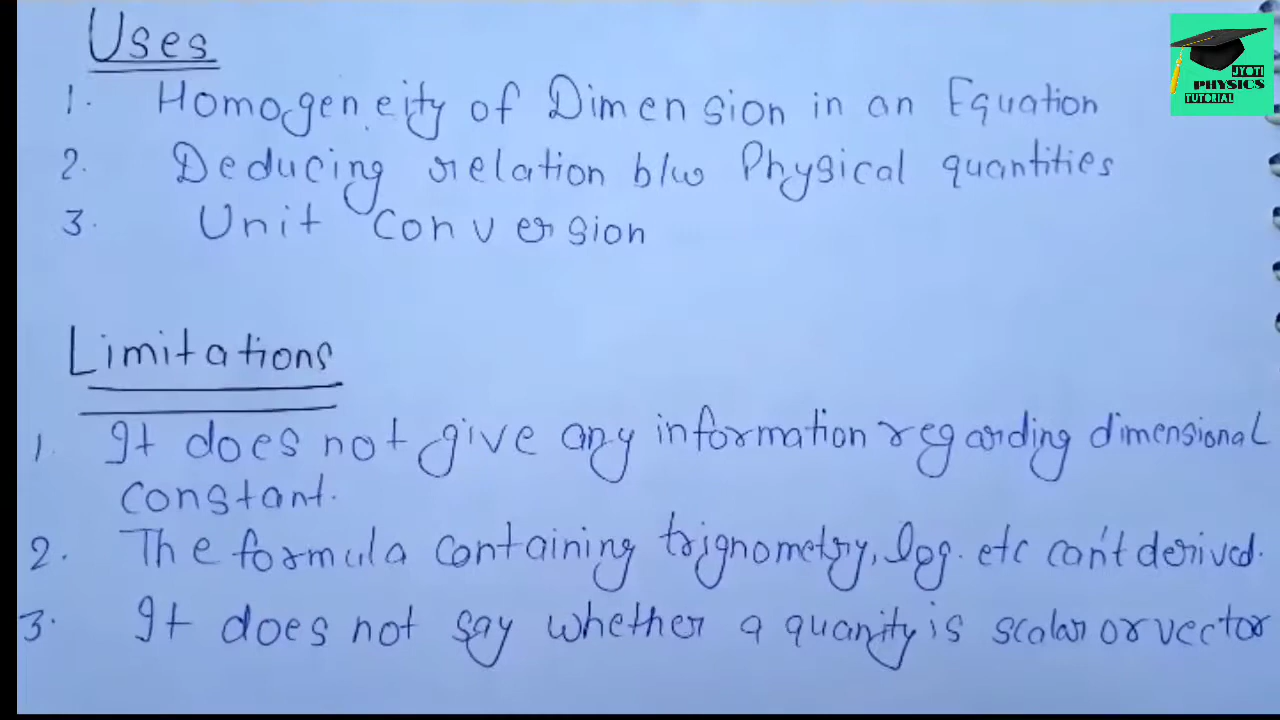 Uses
1. Homogeneity of Dimension in an Equation
2. Deducing relation b/w Physical quantities
3. Unit Conversion
Limitations
1. It does not give any information regarding dimensional
constant.
2. The formula containing trignometry, log. etc can't derived.
3. It does not say whether a quanity is scalar or vector
JYOTI
PHYSICS
TUTORIAL